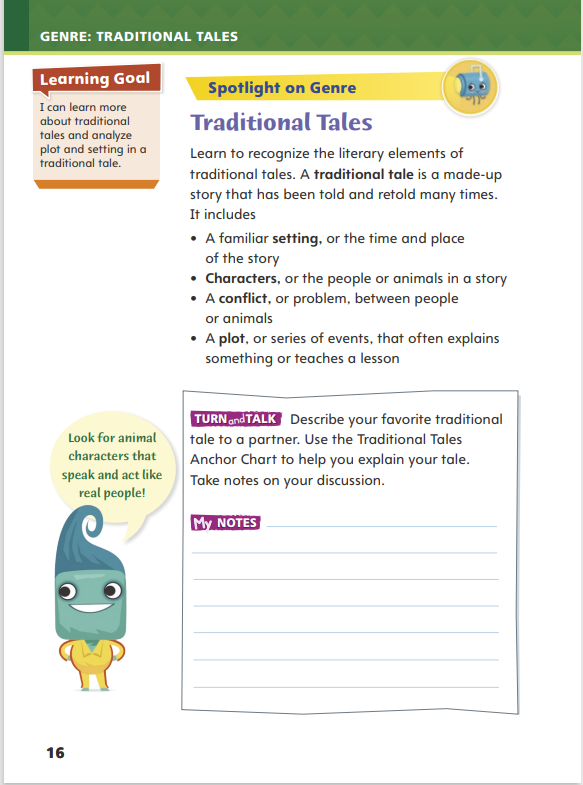 GENRE: TRADITIONAL TALES
Learning Goal
I can learn more
about traditional
tales and analyze
plot and setting in a
traditional tale.
Spotlight on Genre
Traditional Tales
Learn to recognize the literary elements of
traditional tales. A traditional tale is a made-up
story that has been told and retold many times.
It includes
• A familiar setting, or the time and place
of the story
• Characters, or the people or animals in a story
• A conflict, or problem, between people
or animals
• A plot, or series of events, that often explains
something or teaches a lesson
TURN and TALK Describe your favorite traditional
tale to a partner. Use the Traditional Tales
Anchor Chart to help you explain your tale.
Take notes on your discussion.
My NOTES
Look for animal
characters that
speak and act like
real people!
16